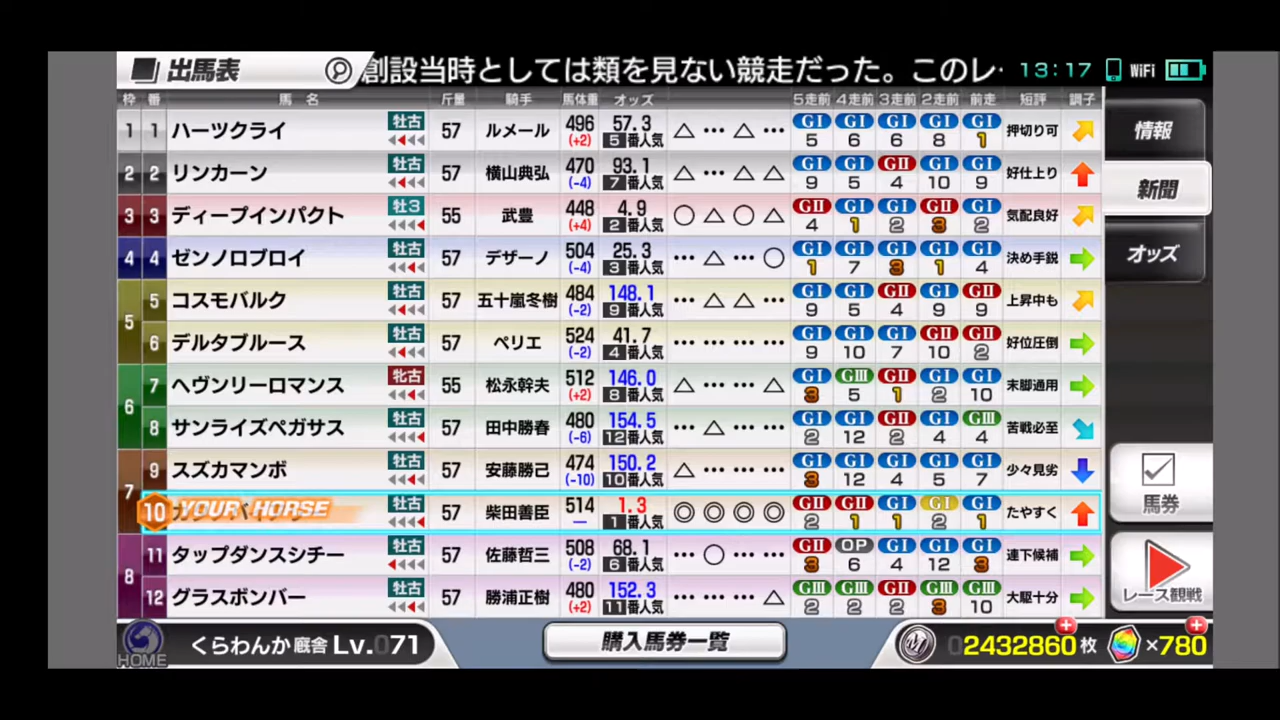 出馬表 創設当時としては類を見ない競走だった。このレ 13:17 WiFi
枠 番 馬名 斤量 騎手 馬体重 オッズ 5走前 4走前 3走前 2走前 前走 短評 調子
1 1 ハーツクライ 牡古 57 ルメール 496 (+2) 57.3 5番人気 △ … △ … GI 5 GI 6 GI 6 GI 8 GI 1 押切り可
2 2 リンカーン 牡古 57 横山典弘 470 (-4) 93.1 7番人気 △ … △ △ GI 9 GI 5 GII 4 GI 10 GI 9 好仕上り
3 3 ディープインパクト 牡3 55 武豊 448 (+4) 4.9 2番人気 ○ △ ○ △ GII 4 GI 1 GI 2 GII 3 GI 2 気配良好
4 4 ゼンノロブロイ 牡古 57 デザーノ 504 (-4) 25.3 3番人気 … △ … ○ GI 1 GI 7 GI 3 GI 1 GI 4 決め手鋭
5 5 コスモバルク 牡古 57 五十嵐冬樹 484 (-2) 148.1 9番人気 … △ △ … GI 9 GI 5 GII 4 GI 9 GII 9 上昇中も
6 デルタブルース 牡古 57 ペリエ 524 (-2) 41.7 4番人気 … … … … GI 9 GI 10 GI 7 GII 10 GII 2 好位圧倒
6 7 ヘヴンリーロマンス 牝古 55 松永幹夫 512 (+2) 146.0 8番人気 △ … … △ GI 3 GIII 5 GII 1 GI 2 GI 10 末脚通用
8 サンライズペガサス 牡古 57 田中勝春 480 (-6) 154.5 12番人気 … △ … … GI 2 GI 12 GII 2 GI 4 GIII 4 苦戦必至
7 9 スズカマンボ 牡古 57 安藤勝己 474 (-10) 150.2 10番人気 △ … … … GI 3 GI 12 GI 4 GI 5 GI 7 少々見劣
10 YOUR HORSE 牡古 57 柴田善臣 514 ― 1.3 1番人気 ◎ ◎ ◎ ◎ GII 2 GII 1 GI 1 GI 2 GI 1 たやすく
8 11 タップダンスシチー 牡古 57 佐藤哲三 508 (-2) 68.1 6番人気 … ○ … … GII 3 OP 6 GI 4 GI 12 GI 3 連下候補
12 グラスボンバー 牡古 57 勝浦正樹 480 (+2) 152.3 11番人気 … … … △ GIII 2 GIII 2 GII 2 GIII 3 GIII 10 大駆十分
情報
新聞
オッズ
馬券
レース観戦
HOME くらわんか 厩舎 Lv.071 購入馬券一覧 02432860枚 ×780